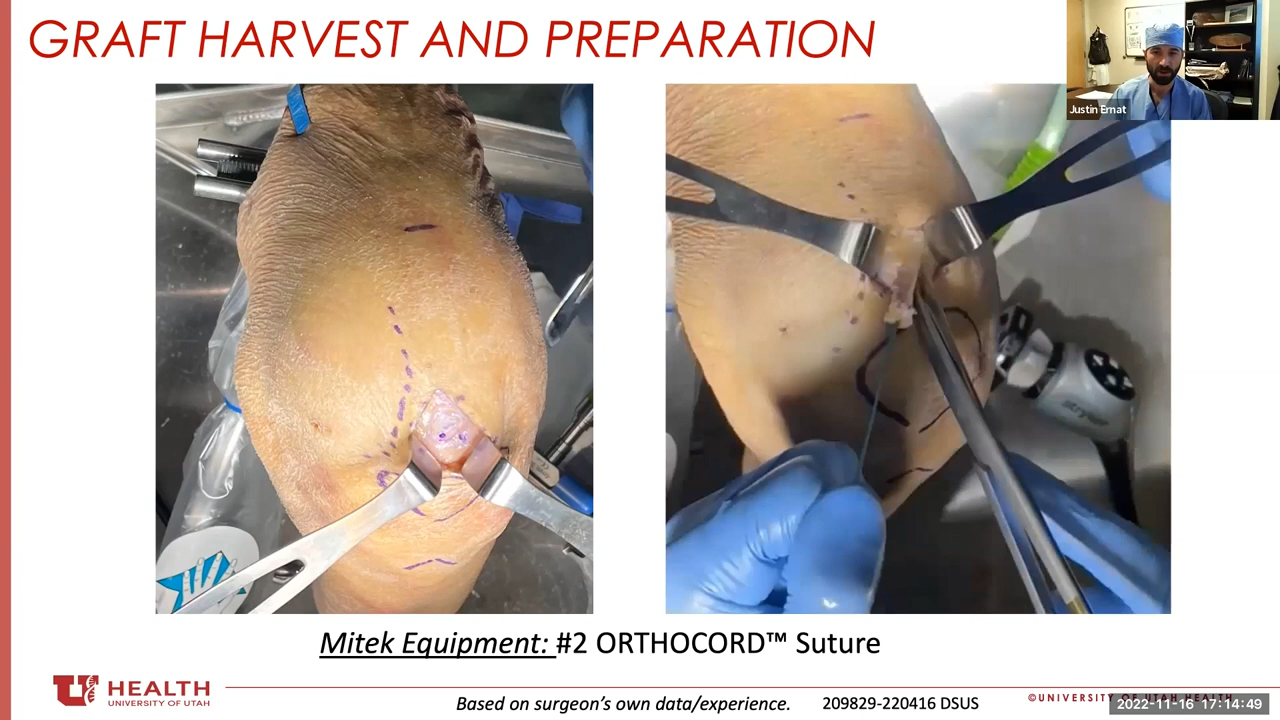 GRAFT HARVEST AND PREPARATION
Justin Ernat
stryker
Mitek Equipment: #2 ORTHOCORD™ Suture
HEALTH
UNIVERSITY OF UTAH
Based on surgeon's own data/experience.
209829-220416 DSUS
©UNIVERSITY OF UTAH HEALTH
2022-11-16 17:14:49